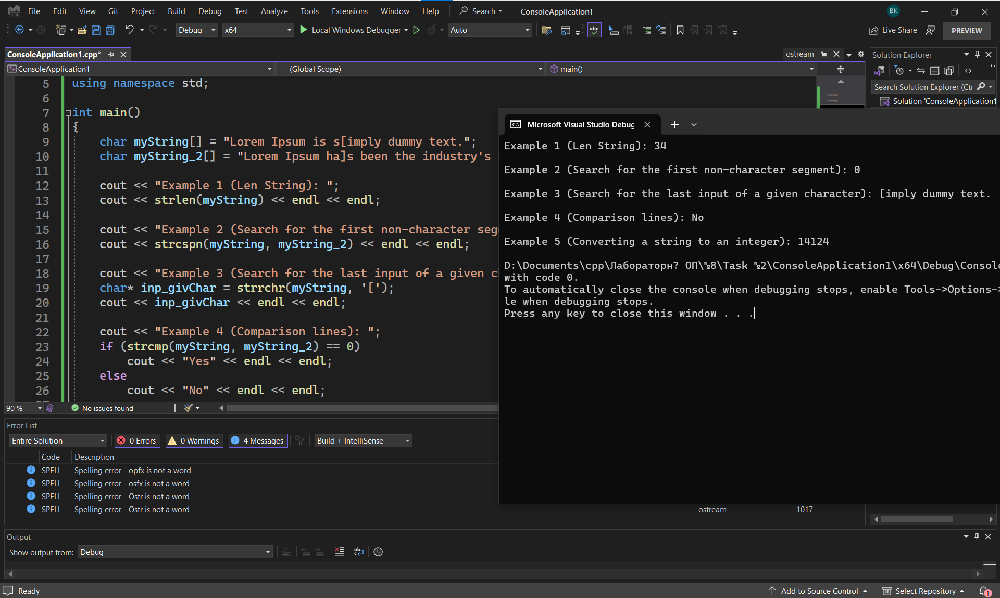 File Edit View Git Project Build Debug Test Analyze Tools Extensions Window Help Search ConsoleApplication1 BK
Debug x64 Local Windows Debugger Auto abc Live Share PREVIEW
ConsoleApplication1.cpp* ostream Solution Explorer
ConsoleApplication1 (Global Scope) main()
Search Solution Explorer (Ctr
Solution 'ConsoleApplication1
5 using namespace std;
6
7 int main()
8 {
9 char myString[] = "Lorem Ipsum is s[imply dummy text.";
10 char myString_2[] = "Lorem Ipsum ha]s been the industry's
11
12 cout << "Example 1 (Len String): ";
13 cout << strlen(myString) << endl << endl;
14
15 cout << "Example 2 (Search for the first non-character seg
16 cout << strcspn(myString, myString_2) << endl << endl;
17
18 cout << "Example 3 (Search for the last input of a given c
19 char* inp_givChar = strrchr(myString, '[');
20 cout << inp_givChar << endl << endl;
21
22 cout << "Example 4 (Comparison lines): ";
23 if (strcmp(myString, myString_2) == 0)
24 cout << "Yes" << endl << endl;
25 else
26 cout << "No" << endl << endl;
Microsoft Visual Studio Debug
Example 1 (Len String): 34
Example 2 (Search for the first non-character segment): 0
Example 3 (Search for the last input of a given character): [imply dummy text.
Example 4 (Comparison lines): No
Example 5 (Converting a string to an integer): 14124
D:\Documents\cpp\Лабораторн? ОП\№8\Task №2\ConsoleApplication1\x64\Debug\Console
with code 0.
To automatically close the console when debugging stops, enable Tools->Options->
le when debugging stops.
Press any key to close this window . . .
90 % No issues found
Error List
Entire Solution 0 Errors 0 Warnings 4 Messages Build + IntelliSense
Code Description
SPELL Spelling error - opfx is not a word
SPELL Spelling error - osfx is not a word
SPELL Spelling error - Ostr is not a word
SPELL Spelling error - Ostr is not a word ostream 1017
Output
Show output from: Debug
Ready Add to Source Control Select Repository 1